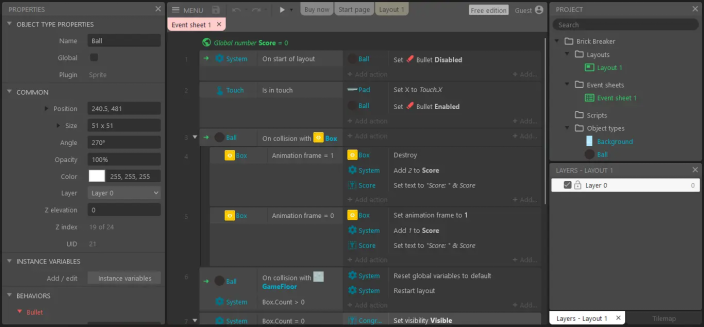 PROPERTIES
OBJECT TYPE PROPERTIES
Name Ball
Global
Plugin Sprite
COMMON
Position 240.5, 481
Size 51 x 51
Angle 270°
Opacity 100%
Color 255, 255, 255
Layer Layer 0
Z elevation 0
Z index 19 of 24
UID 21
INSTANCE VARIABLES
Add / edit Instance variables
BEHAVIORS
Bullet
MENU
Buy now
Start page
Layout 1
Free edition
Guest
Event sheet 1
Global number Score = 0
1 System On start of layout
Ball Set Bullet Disabled
Add action
Add...
2 Touch Is in touch
Pad Set X to Touch.X
Ball Set Bullet Enabled
Add action
Add...
3 Ball On collision with Box
Add action
Add...
4 Box Animation frame = 1
Box Destroy
System Add 2 to Score
Score Set text to "Score: " & Score
Add action
Add...
5 Box Animation frame = 0
Box Set animation frame to 1
System Add 1 to Score
Score Set text to "Score: " & Score
Add action
Add...
6 Ball On collision with
GameFloor
System Box.Count > 0
System Reset global variables to default
System Restart layout
Add action
Add...
7 System Box.Count = 0
Congr... Set visibility Visible
PROJECT
Search
Brick Breaker
Layouts
Layout 1
Event sheets
Event sheet 1
Scripts
Object types
Background
Ball
LAYERS - LAYOUT 1
Layer 0 0
Layers - Layout 1
Tilemap